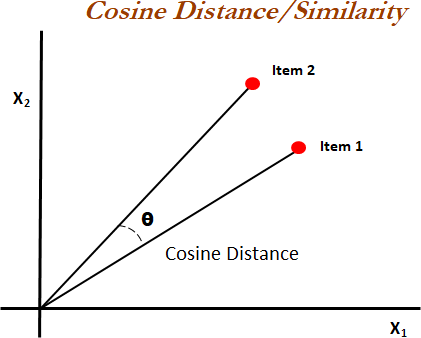 Cosine Distance/Similarity
Item 2
X₂
Item 1
θ
Cosine Distance
X₁